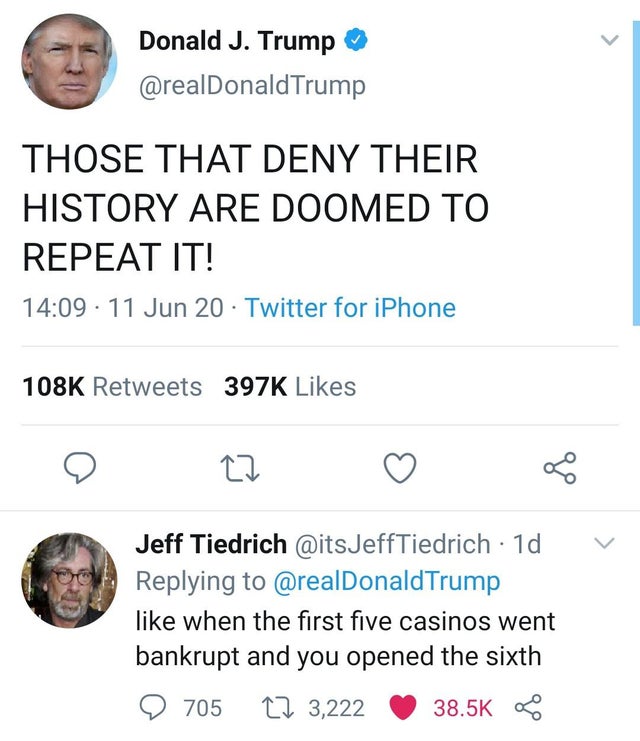 Donald J. Trump
@realDonaldTrump
THOSE THAT DENY THEIR
HISTORY ARE DOOMED TO
REPEAT IT!
14:09 · 11 Jun 20 · Twitter for iPhone
108K Retweets 397K Likes
Jeff Tiedrich @itsJeffTiedrich · 1d
Replying to @realDonaldTrump
like when the first five casinos went
bankrupt and you opened the sixth
705 3,222 38.5K